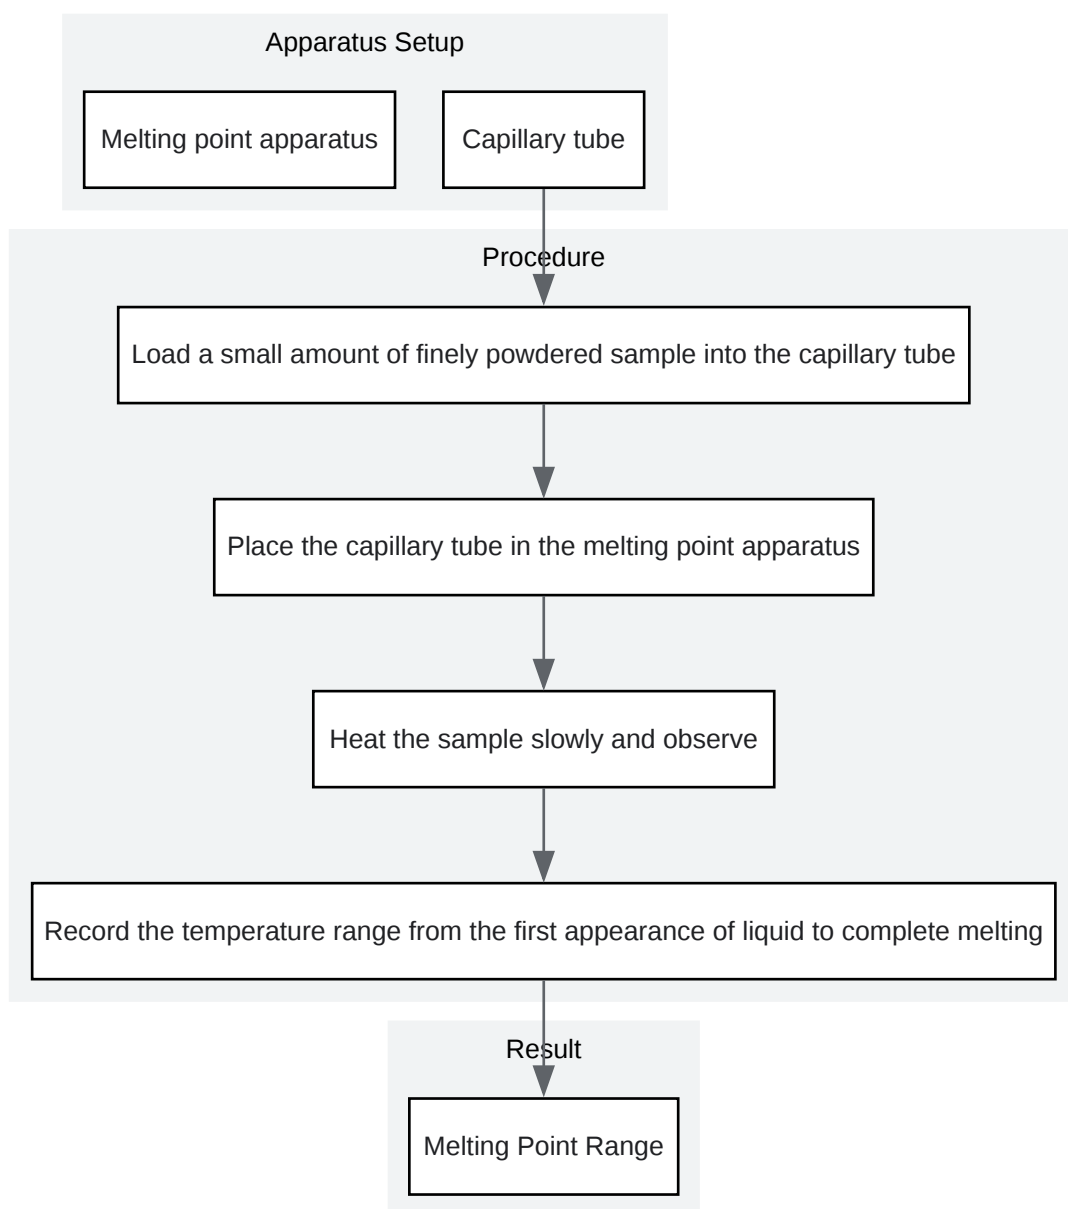 Apparatus Setup
Melting point apparatus
Capillary tube
Procedure
Load a small amount of finely powdered sample into the capillary tube
Place the capillary tube in the melting point apparatus
Heat the sample slowly and observe
Record the temperature range from the first appearance of liquid to complete melting
Result
Melting Point Range